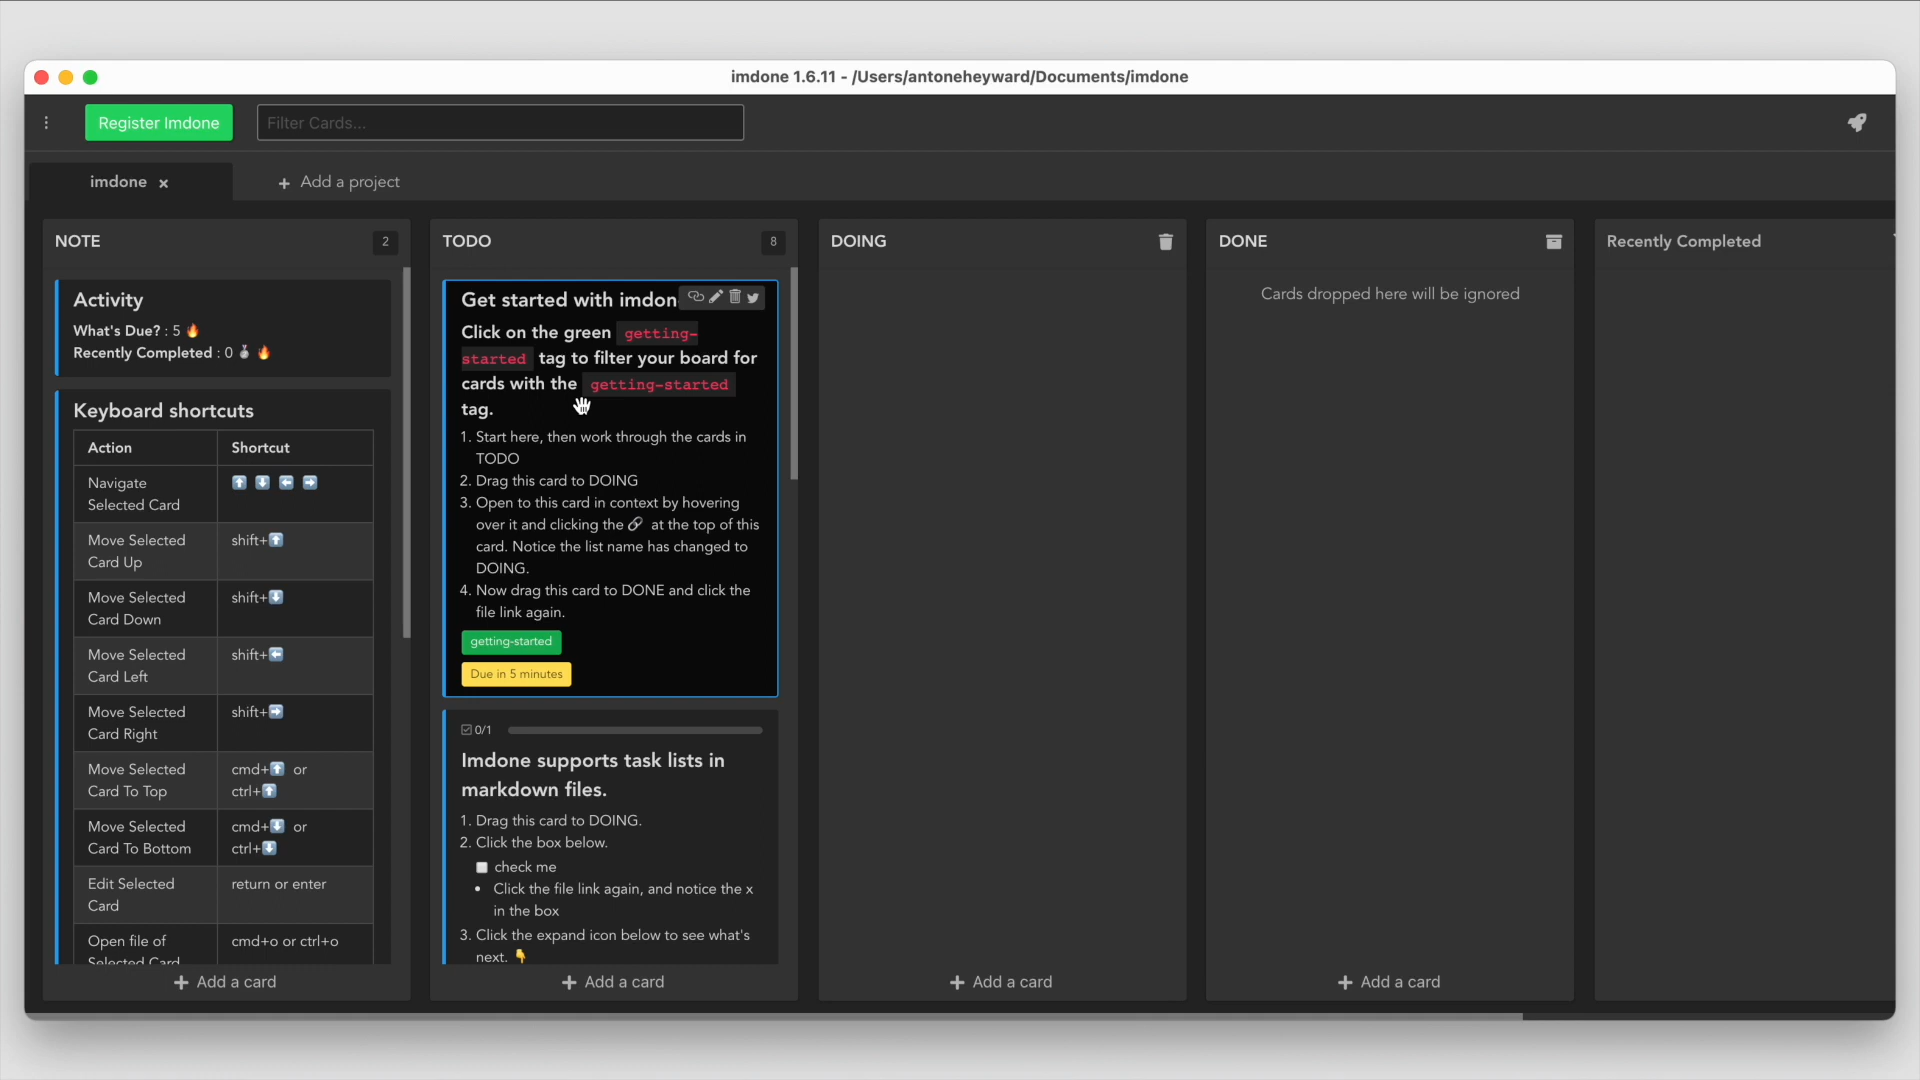 imdone 1.6.11 - /Users/antoneheyward/Documents/imdone
Register Imdone
Filter Cards...
imdone
Add a project
NOTE
2
Activity
What's Due? : 5 🔥
Recently Completed : 0 🥈 🔥
Keyboard shortcuts
Action Shortcut
Navigate
Selected Card
⬆️ ⬇️ ⬅️ ➡️
Move Selected
Card Up
shift+⬆️
Move Selected
Card Down
shift+⬇️
Move Selected
Card Left
shift+⬅️
Move Selected
Card Right
shift+➡️
Move Selected
Card To Top
cmd+⬆️ or
ctrl+⬆️
Move Selected
Card To Bottom
cmd+⬇️ or
ctrl+⬇️
Edit Selected
Card
return or enter
Open file of
Selected Card
cmd+o or ctrl+o
+ Add a card
TODO
8
Get started with imdon
Click on the green getting-
started tag to filter your board for
cards with the getting-started
tag.
1. Start here, then work through the cards in
TODO
2. Drag this card to DOING
3. Open to this card in context by hovering
over it and clicking the 🔗 at the top of this
card. Notice the list name has changed to
DOING.
4. Now drag this card to DONE and click the
file link again.
getting-started
Due in 5 minutes
0/1
Imdone supports task lists in
markdown files.
1. Drag this card to DOING.
2. Click the box below.
check me
• Click the file link again, and notice the x
in the box
3. Click the expand icon below to see what's
next. 👇
+ Add a card
DOING
+ Add a card
DONE
Cards dropped here will be ignored
+ Add a card
Recently Completed